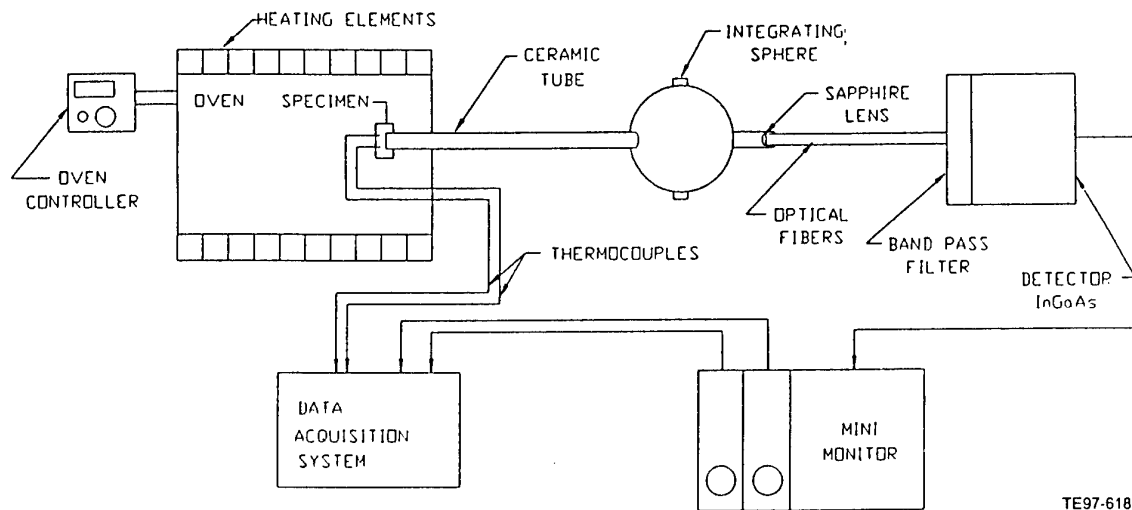 HEATING ELEMENTS
INTEGRATING
SPHERE
CERAMIC
TUBE
SAPPHIRE
LENS
OVEN
SPECIMEN
OVEN
CONTROLLER
OPTICAL
FIBERS
BAND PASS
FILTER
THERMOCOUPLES
DETECTOR
InGaAs
DATA
ACQUISITION
SYSTEM
MINI
MONITOR
TE97-618